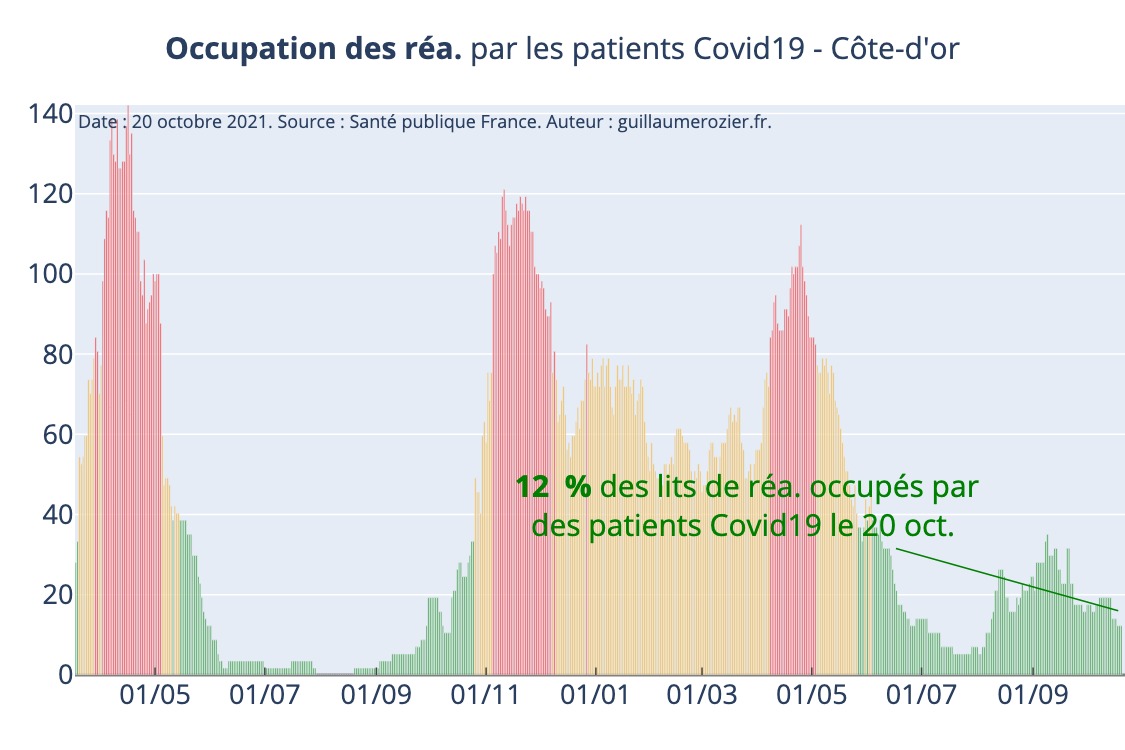 Occupation des réa. par les patients Covid19 - Côte-d'or
140
Date : 20 octobre 2021. Source : Santé publique France. Auteur : guillaumerozier.fr.
120
100
80
60
12  % des lits de réa. occupés par
des patients Covid19 le 20 oct.
40
20
0
01/05 01/07 01/09 01/11 01/01 01/03 01/05 01/07 01/09